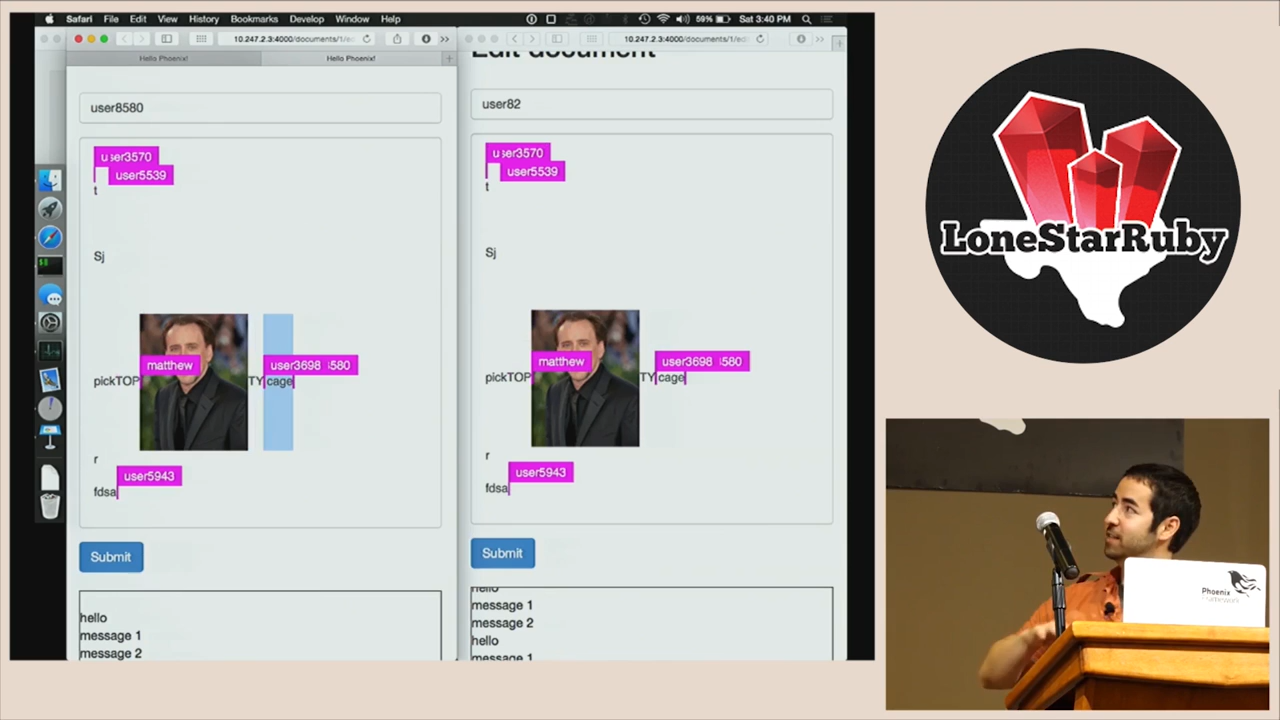 Safari File Edit View History Bookmarks Develop Window Help
59% Sat 3:40 PM
10.247.2.3:4000/documents/1/
10.247.2.3:4000/documents/1/ed
Hello Phoenix!
Hello Phoenix!
Edit document
user8580
user3570
user5539
t
Sj
matthew
user3698 580
pickTOP
TY cage
r
user5943
fdsa
Submit
hello
message 1
message 2
user82
user3570
user5539
t
Sj
matthew
user3698 580
pickTOP
TY cage
r
user5943
fdsa
Submit
hello
message 1
message 2
hello
message 1
LoneStarRuby
Phoenix
Framework